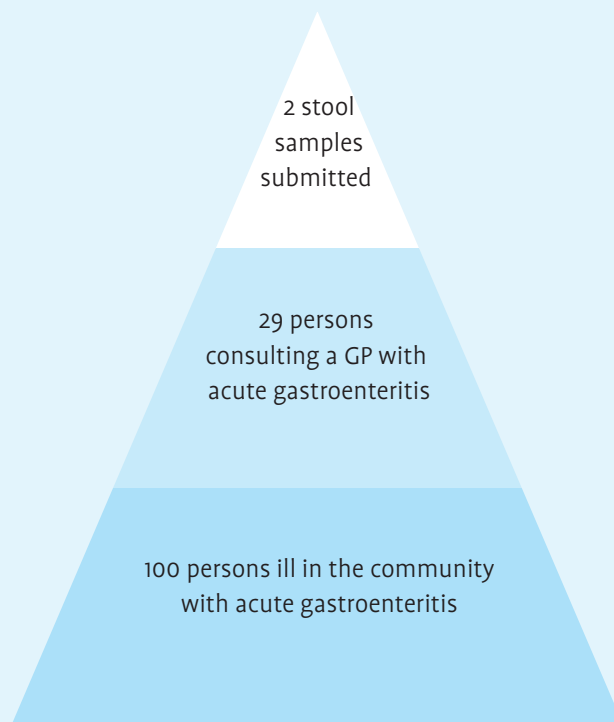 2 stool
samples
submitted
29 persons
consulting a GP with
acute gastroenteritis
100 persons ill in the community
with acute gastroenteritis